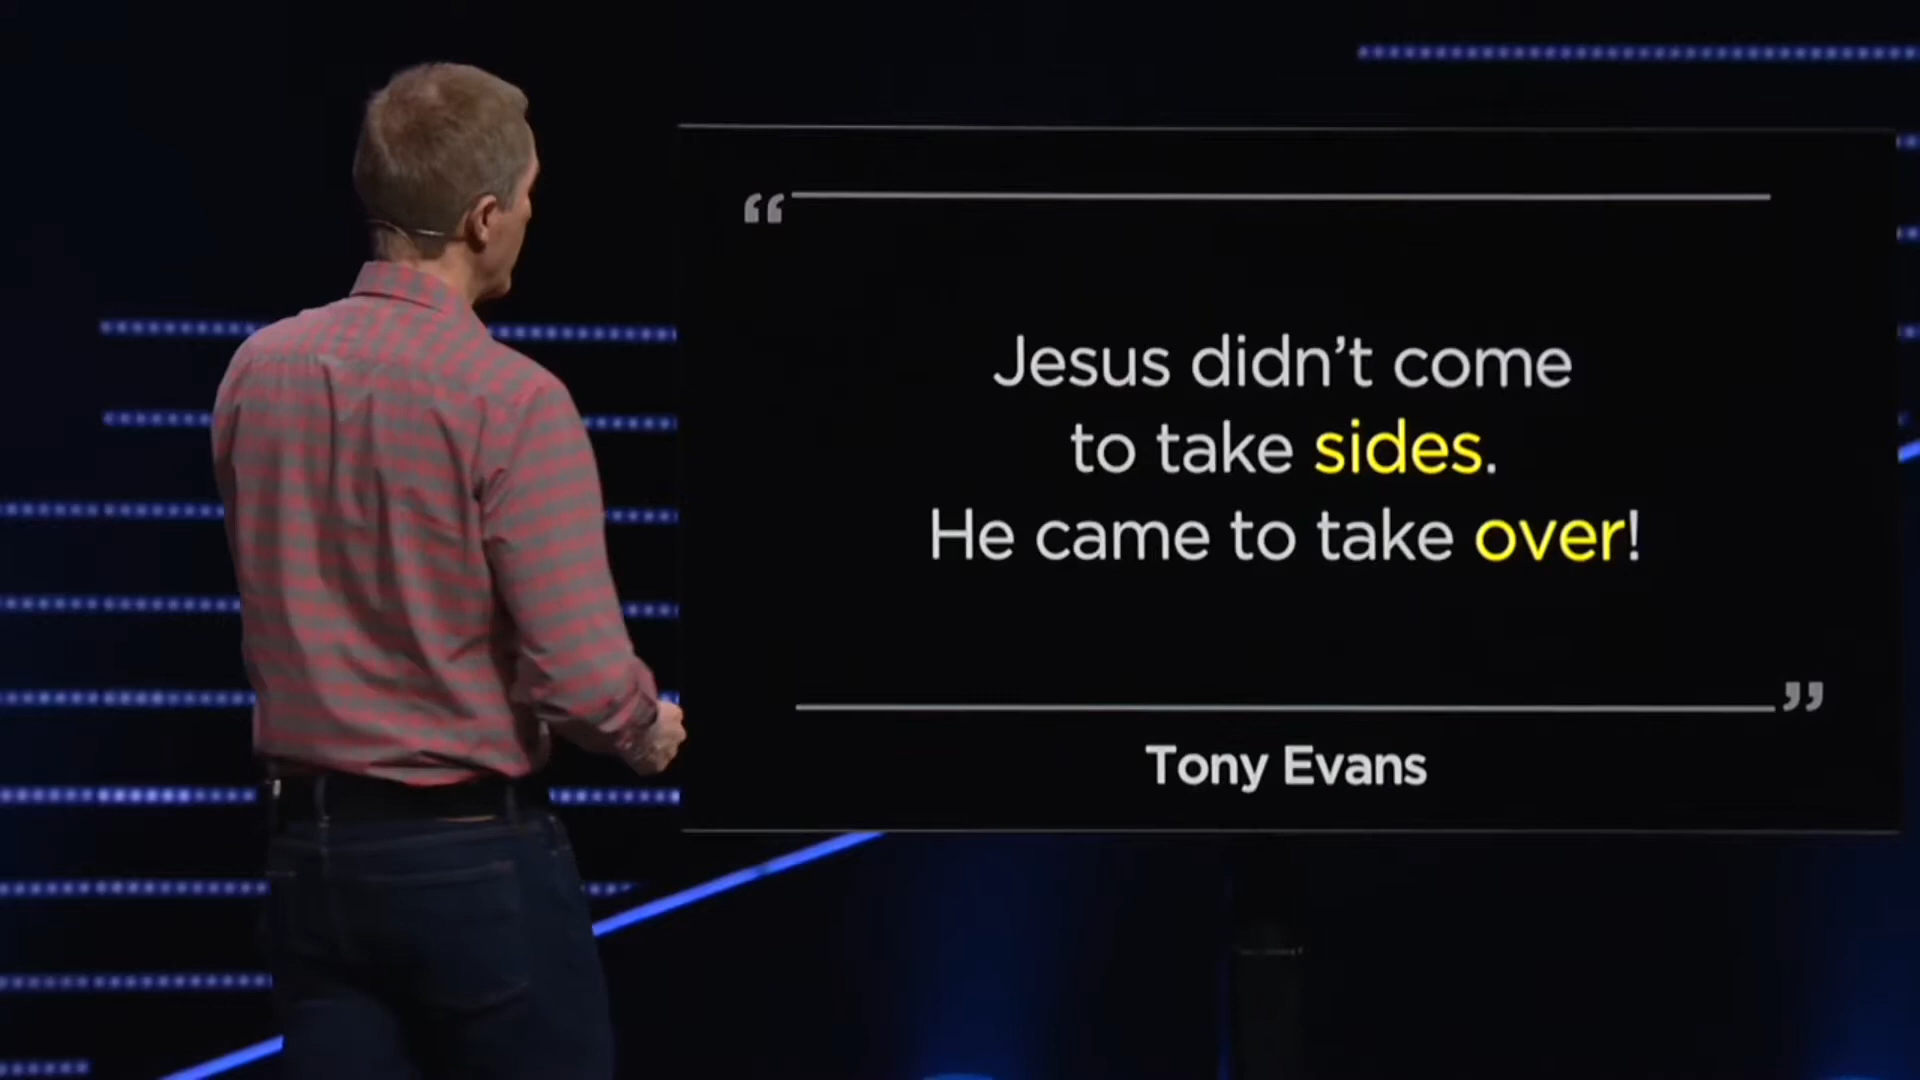 “
Jesus didn’t come
to take sides.
He came to take over!
”
Tony Evans